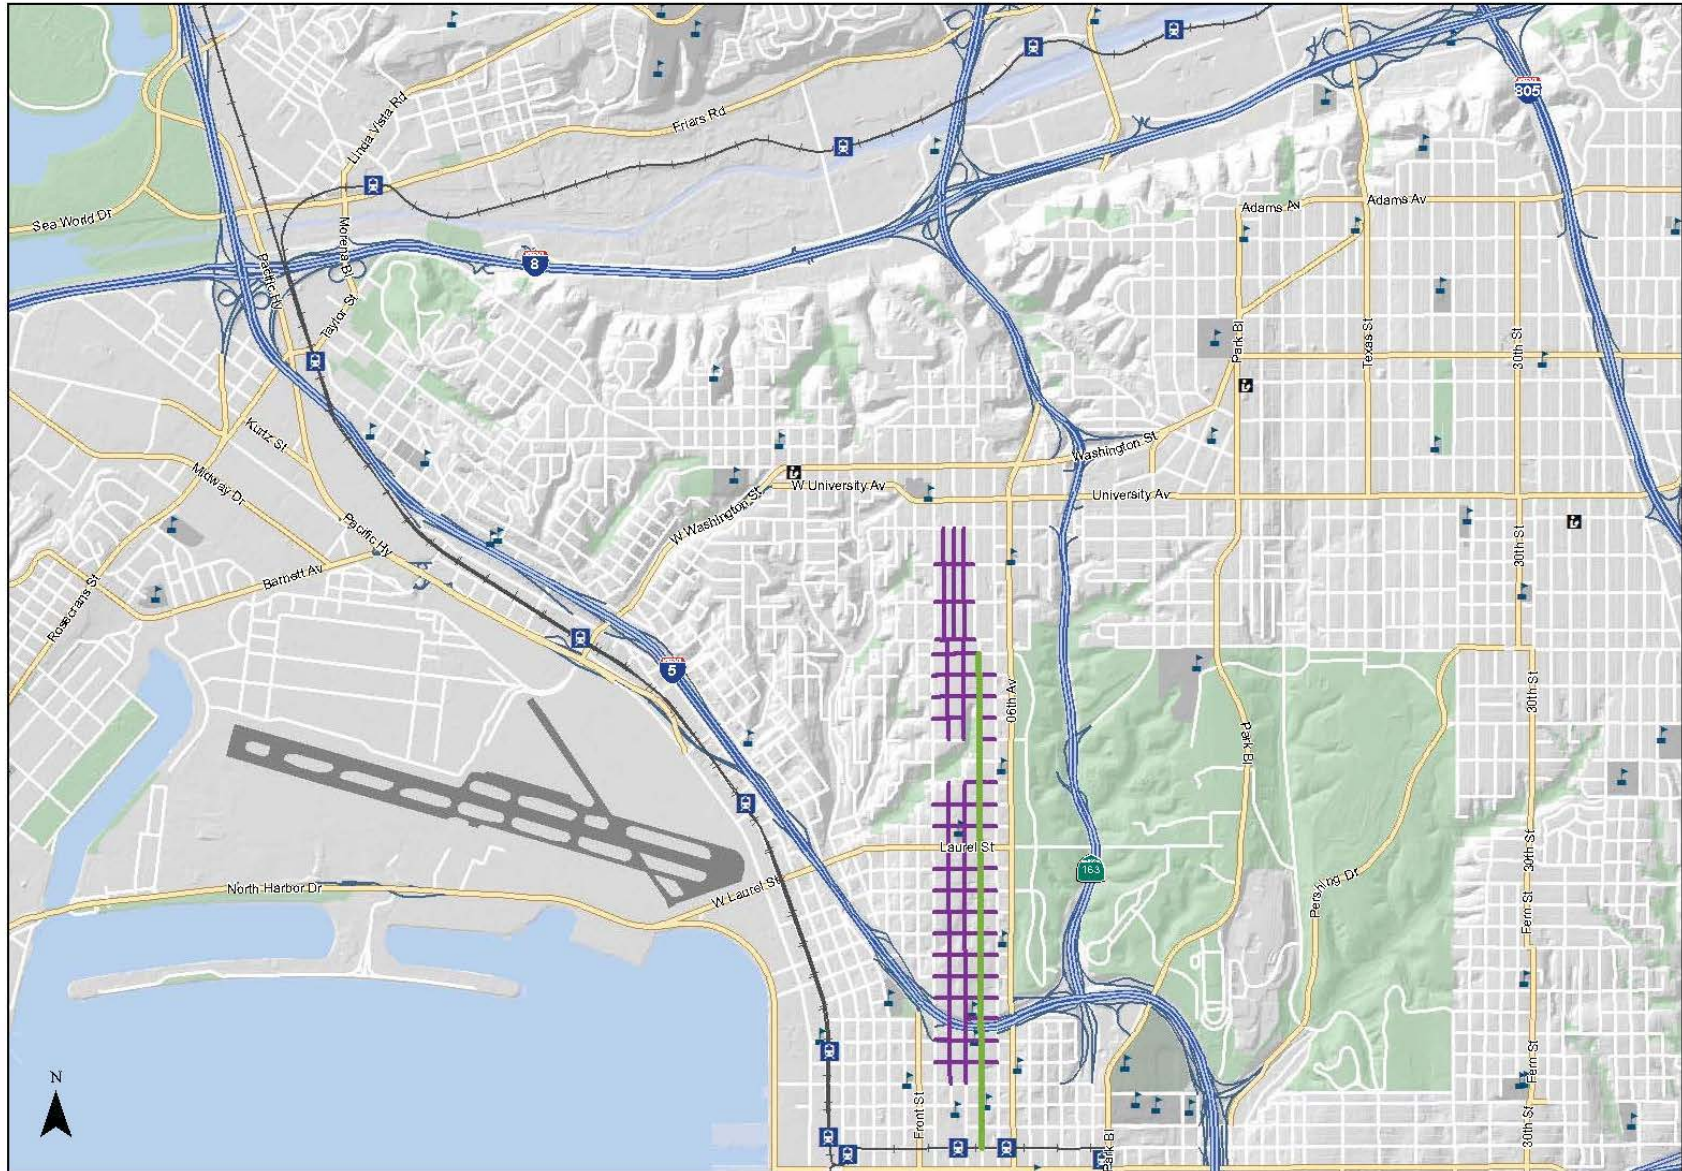 805
Friars Rd
Linda Vista Rd
Sea World Dr
Morena Bl
Adams Av
Adams Av
8
Pacific Hy
Taylor St
Park Bl
Texas St
30th St
Kurtz St
Washington St
Midway Dr
W University Av
University Av
W Washington St
Pacific Hy
30th St
Barnett Av
Rosecrans St
5
06th Av
30th St
Park Bl
Laurel St
163
30th St
North Harbor Dr
W Laurel St
Pershing Dr
Fern St
Fern St
N
Front St
Park Bl
30th St